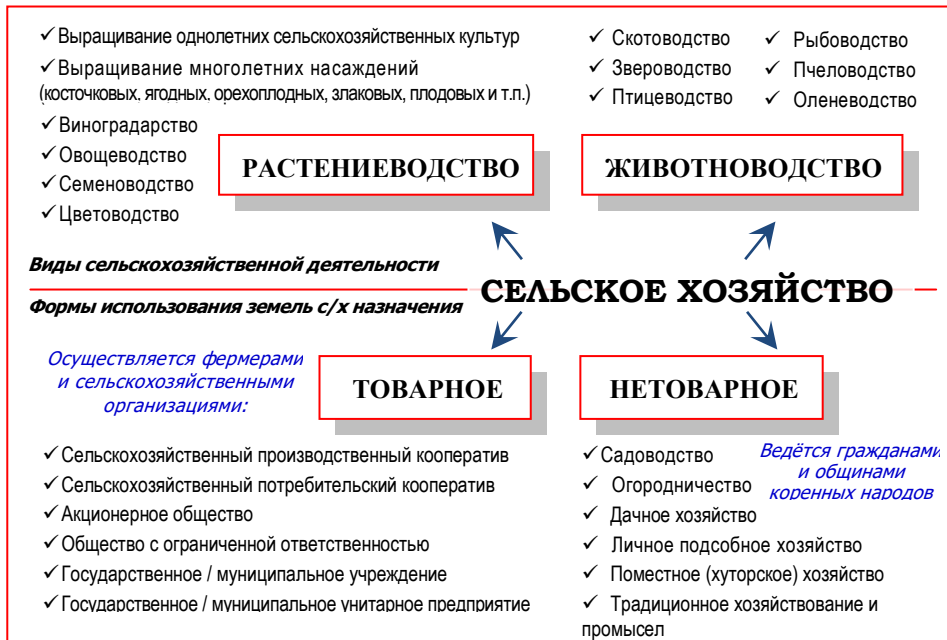 ✓ Выращивание однолетних сельскохозяйственных культур
✓ Выращивание многолетних насаждений
(косточковых, ягодных, орехоплодных, злаковых, плодовых и т.п.)
✓ Виноградарство
✓ Овощеводство
✓ Семеноводство
✓ Цветоводство
✓ Скотоводство
✓ Звероводство
✓ Птицеводство
✓ Рыбоводство
✓ Пчеловодство
✓ Оленеводство
РАСТЕНИЕВОДСТВО
ЖИВОТНОВОДСТВО
Виды сельскохозяйственной деятельности
СЕЛЬСКОЕ ХОЗЯЙСТВО
Формы использования земель с/х назначения
Осуществляется фермерами
и сельскохозяйственными
организациями:
ТОВАРНОЕ
НЕТОВАРНОЕ
✓ Сельскохозяйственный производственный кооператив
✓ Сельскохозяйственный потребительский кооператив
✓ Акционерное общество
✓ Общество с ограниченной ответственностью
✓ Государственное / муниципальное учреждение
✓ Государственное / муниципальное унитарное предприятие
✓ Садоводство
✓ Огородничество
✓ Дачное хозяйство
✓ Личное подсобное хозяйство
✓ Поместное (хуторское) хозяйство
✓ Традиционное хозяйствование и
промысел
Ведётся гражданами
и общинами
коренных народов